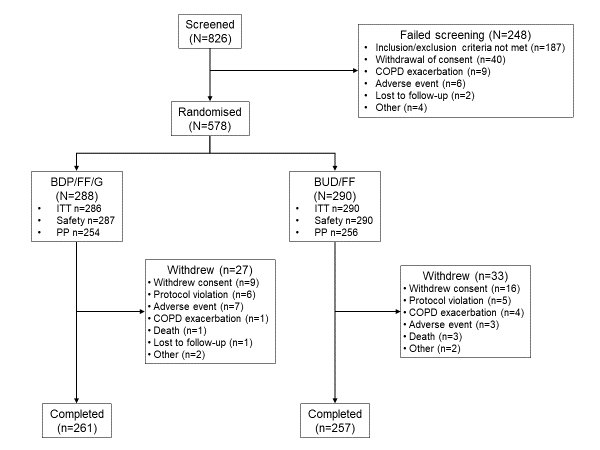 Screened
(N=826)
Failed screening (N=248)
• Inclusion/exclusion criteria not met (n=187)
• Withdrawal of consent (n=40)
• COPD exacerbation (n=9)
• Adverse event (n=6)
• Lost to follow-up (n=2)
• Other (n=4)
Randomised
(N=578)
BDP/FF/G
(N=288)
• ITT n=286
• Safety n=287
• PP n=254
BUD/FF
(N=290)
• ITT n=290
• Safety n=290
• PP n=256
Withdrew (n=27)
• Withdrew consent (n=9)
• Protocol violation (n=6)
• Adverse event (n=7)
• COPD exacerbation (n=1)
• Death (n=1)
• Lost to follow-up (n=1)
• Other (n=2)
Withdrew (n=33)
• Withdrew consent (n=16)
• Protocol violation (n=5)
• COPD exacerbation (n=4)
• Adverse event (n=3)
• Death (n=3)
• Other (n=2)
Completed
(n=261)
Completed
(n=257)